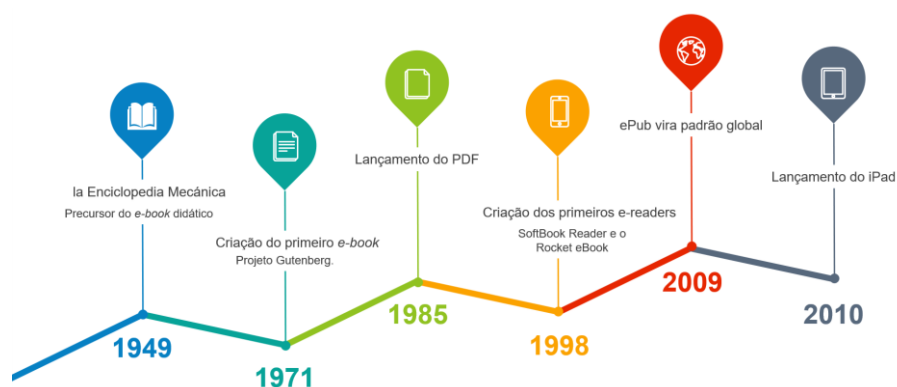 la Enciclopedia Mecánica
Precursor do e-book didático
1949
Criação do primeiro e-book
Projeto Gutenberg.
1971
Lançamento do PDF
1985
Criação dos primeiros e-readers
SoftBook Reader e o
Rocket eBook
1998
ePub vira padrão global
2009
Lançamento do iPad
2010